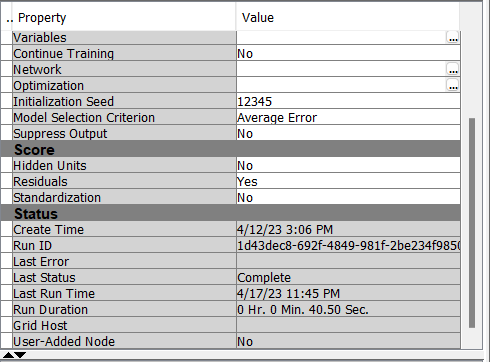 .. Property Value
Variables ...
Continue Training No
Network ...
Optimization ...
Initialization Seed 12345
Model Selection Criterion Average Error
Suppress Output No
Score
Hidden Units No
Residuals Yes
Standardization No
Status
Create Time 4/12/23 3:06 PM
Run ID 1d43dec8-692f-4849-981f-2be234f9850
Last Error
Last Status Complete
Last Run Time 4/17/23 11:45 PM
Run Duration 0 Hr. 0 Min. 40.50 Sec.
Grid Host
User-Added Node No